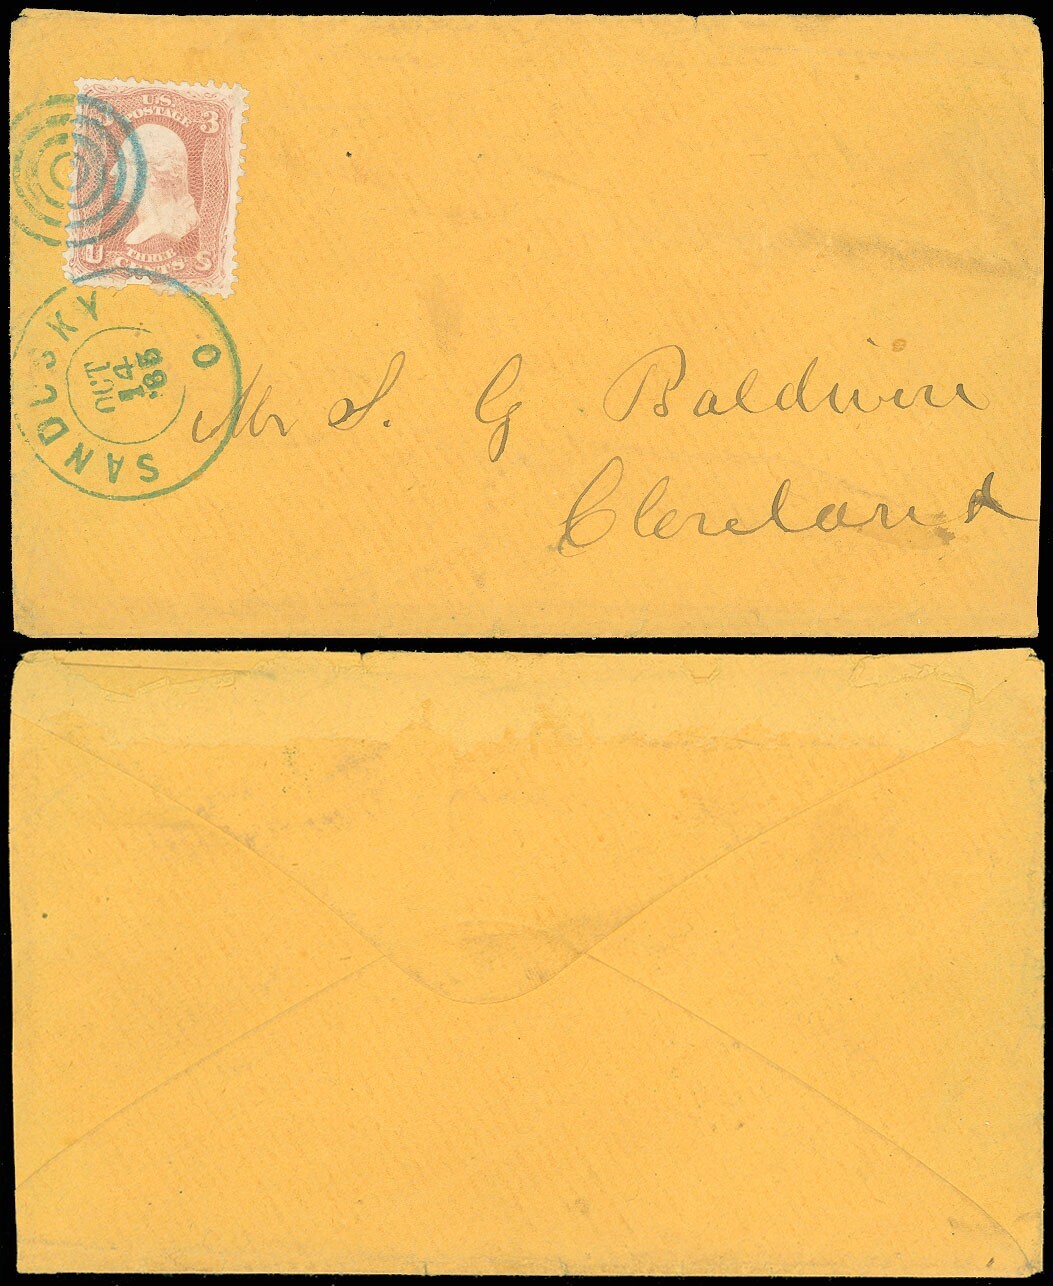 U.S.
POSTAGE
3
THREE
CENTS
U S
SANDUSKY O
OCT
14
'65
Mr S. G Baldwin
Cleveland